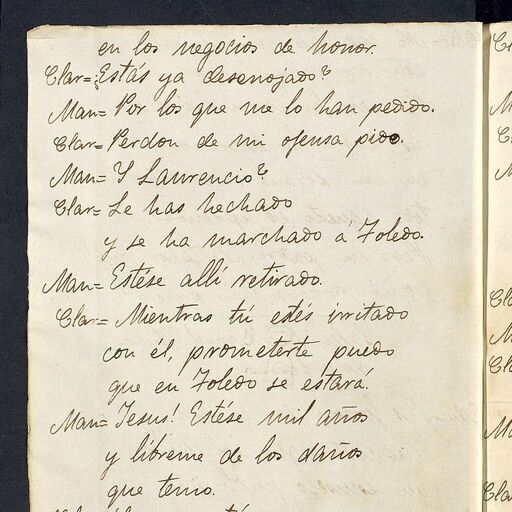 en los negocios de honor.
Clar= Estás ya desenojado?
Man= Por los que me lo han pedido.
Clar= Perdon de mi ofensa pido.
Man= Y Laurencio?
Clar= Le has hechado
y se ha marchado á Toledo.
Man= Estése allí retirado.
Clar= Mientras tú estés irritado
con él, prometerte puedo
que en Toledo se estará.
Man= Jesus! Estése mil años
y libreme de los daños
que temo.